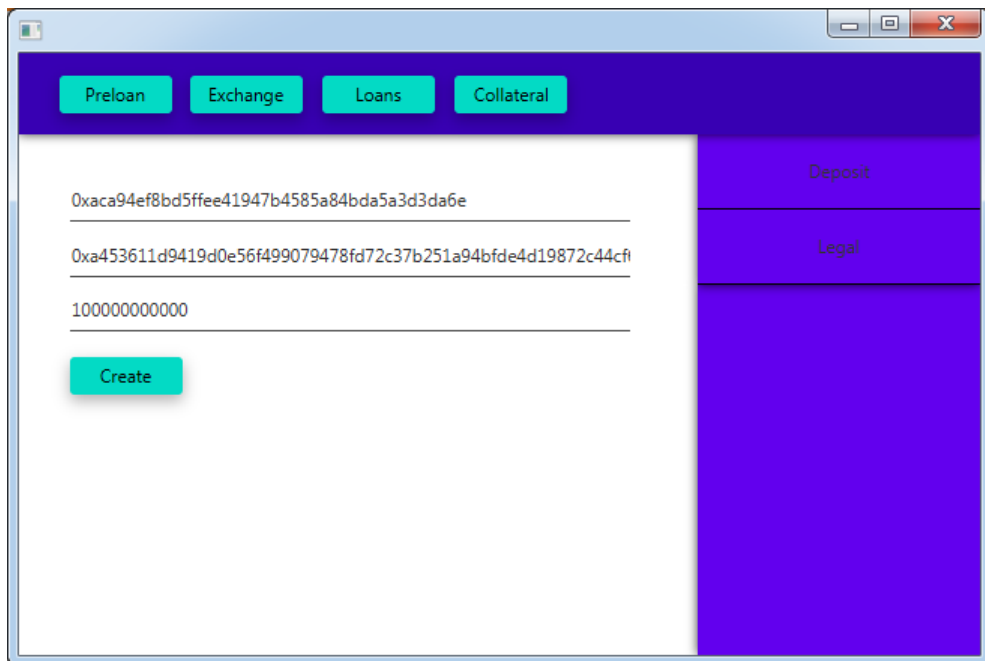 Preloan Exchange Loans Collateral
Deposit
Legal
0xaca94ef8bd5ffee41947b4585a84bda5a3d3da6e
0xa453611d9419d0e56f499079478fd72c37b251a94bfde4d19872c44cf
100000000000
Create